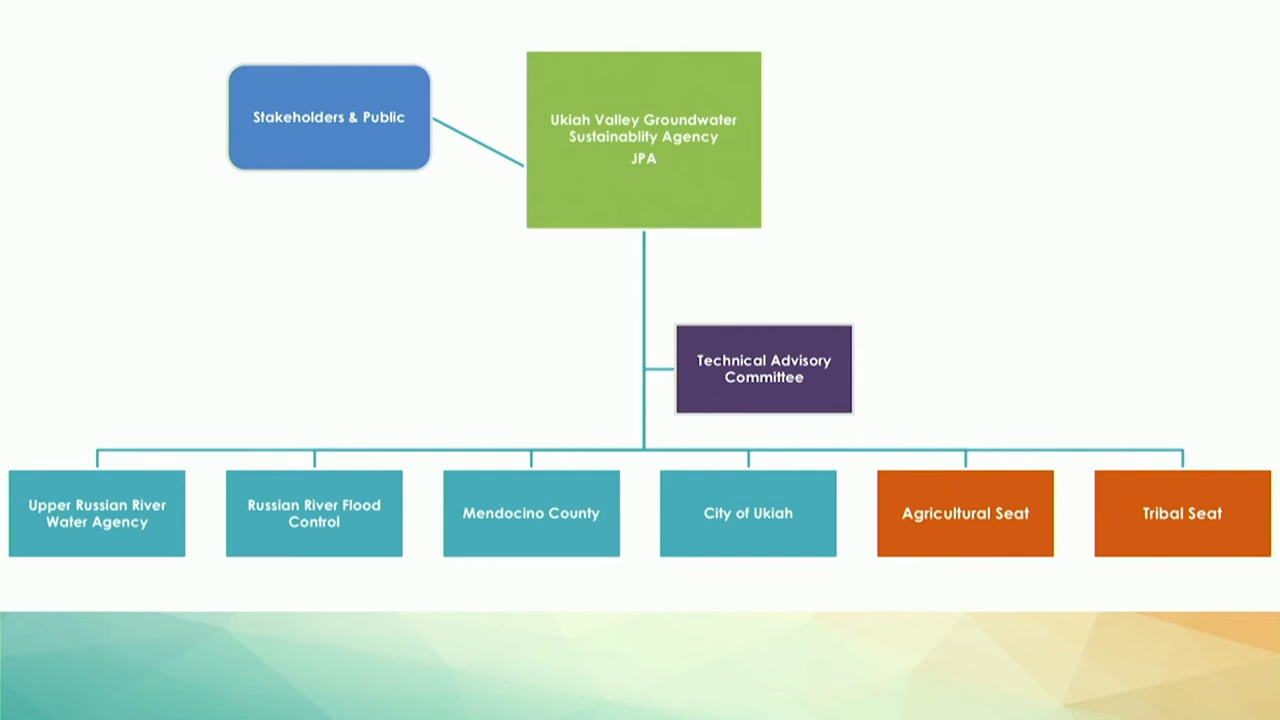 Stakeholders & Public
Ukiah Valley Groundwater
Sustainablity Agency
JPA
Technical Advisory
Committee
Upper Russian River
Water Agency
Russian River Flood
Control
Mendocino County
City of Ukiah
Agricultural Seat
Tribal Seat